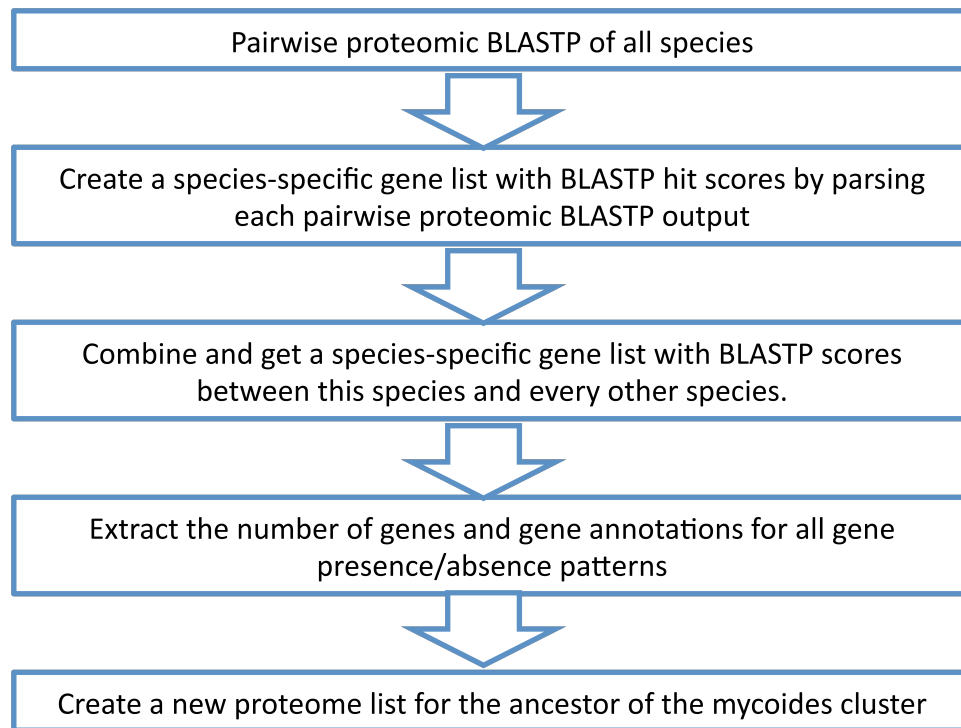 Pairwise proteomic BLASTP of all species
Create a species-specific gene list with BLASTP hit scores by parsing
each pairwise proteomic BLASTP output
Combine and get a species-specific gene list with BLASTP scores
between this species and every other species.
Extract the number of genes and gene annotations for all gene
presence/absence patterns
Create a new proteome list for the ancestor of the mycoides cluster